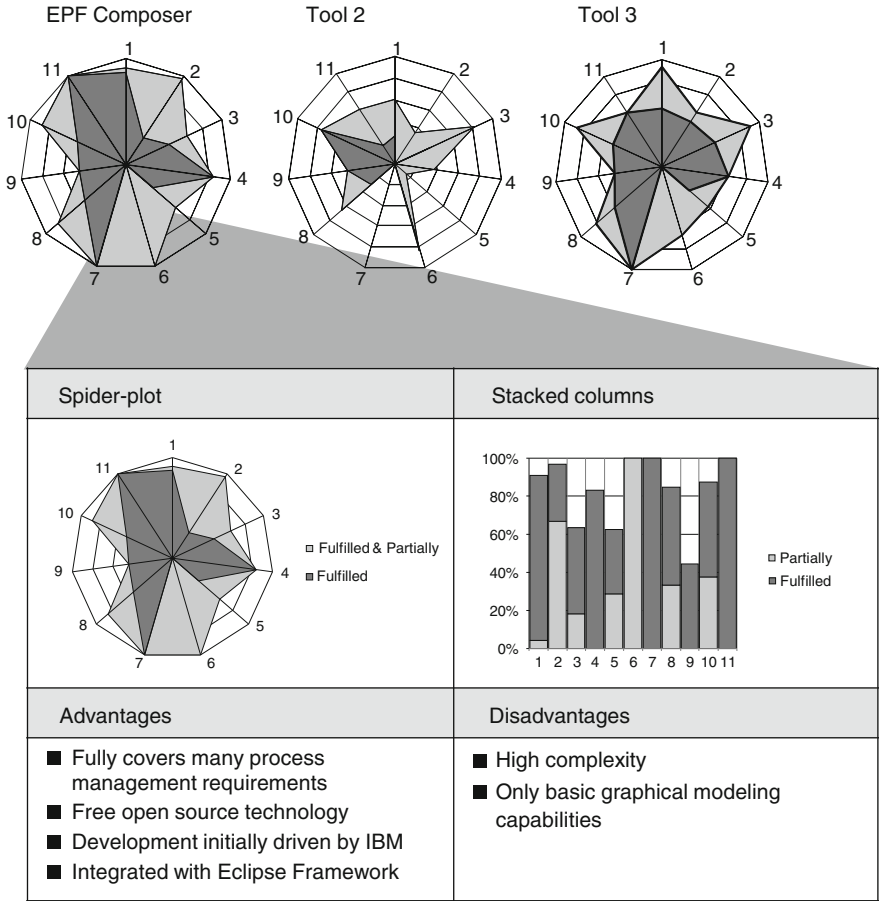 EPF Composer
Tool 2
Tool 3
1
2
3
4
5
6
7
8
9
10
11
1
2
3
4
5
6
7
8
9
10
11
1
2
3
4
5
6
7
8
9
10
11
Spider-plot
Stacked columns
1
2
3
4
5
6
7
8
9
10
11
Fulfilled & Partially
Fulfilled
100%
80%
60%
40%
20%
0%
1 2 3 4 5 6 7 8 9 10 11
Partially
Fulfilled
Advantages
Disadvantages
Fully covers many process
management requirements
Free open source technology
Development initially driven by IBM
Integrated with Eclipse Framework
High complexity
Only basic graphical modeling
capabilities